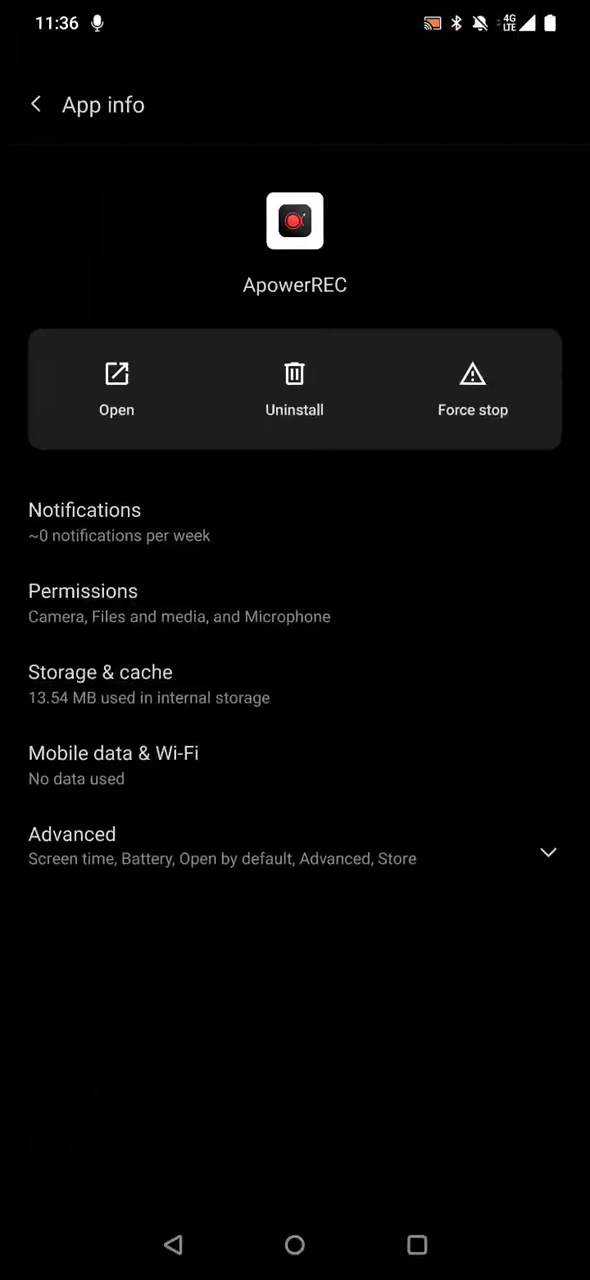 11:36
4G
LTE
App info
ApowerREC
Open
Uninstall
Force stop
Notifications
~0 notifications per week
Permissions
Camera, Files and media, and Microphone
Storage & cache
13.54 MB used in internal storage
Mobile data & Wi-Fi
No data used
Advanced
Screen time, Battery, Open by default, Advanced, Store